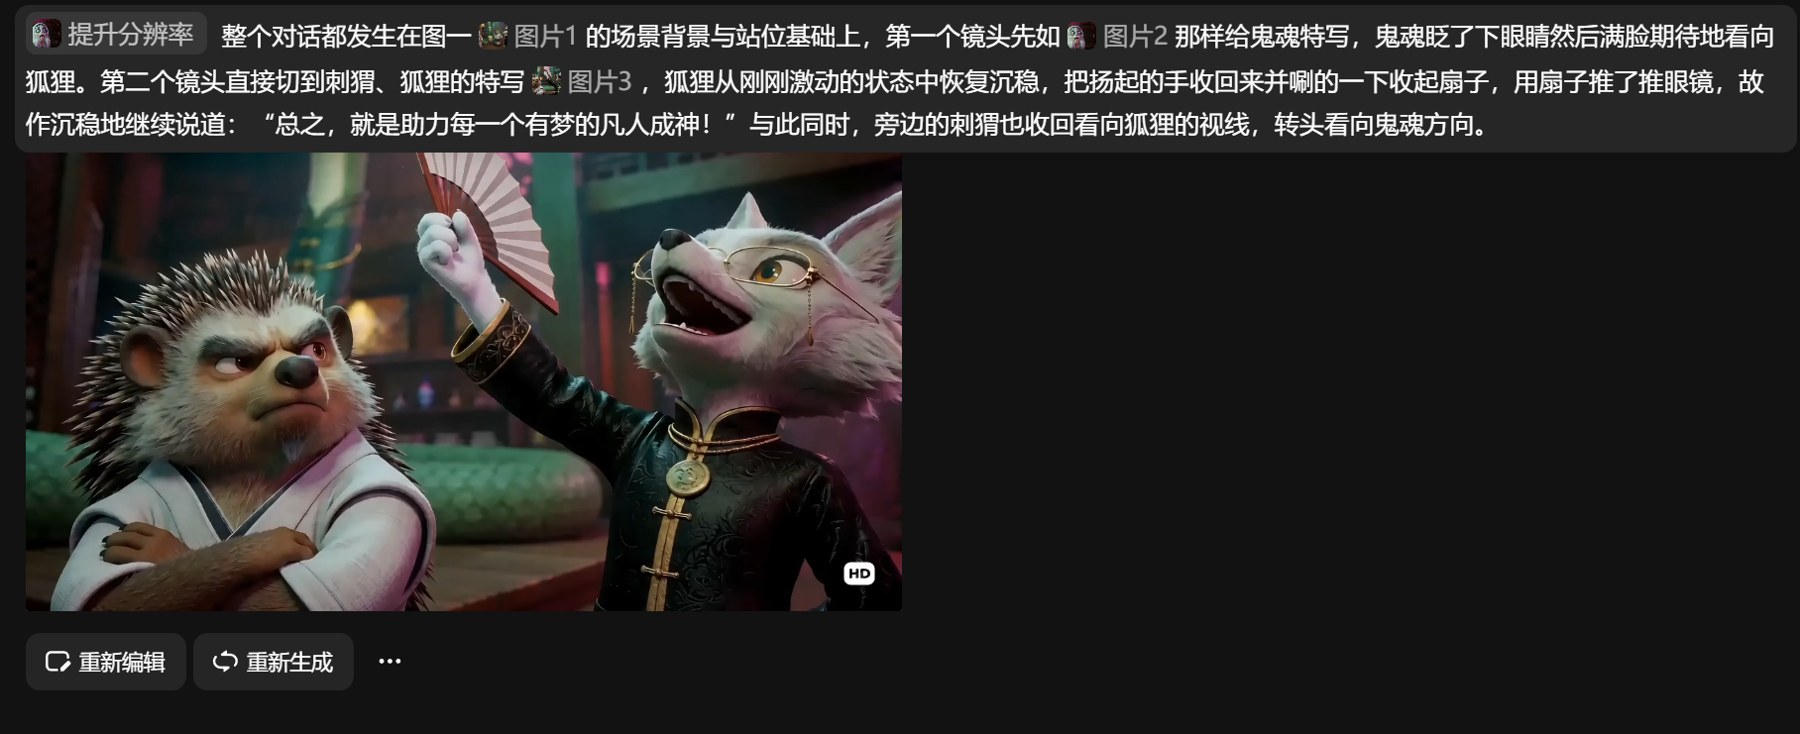 提升分辨率 整个对话都发生在图一 图片1 的场景背景与站位基础上，第一个镜头先如 图片2 那样给鬼魂特写，鬼魂眨了下眼睛然后满脸期待地看向
狐狸。第二个镜头直接切到刺猬、狐狸的特写 图片3 ，狐狸从刚刚激动的状态中恢复沉稳，把扬起的手收回来并唰的一下收起扇子，用扇子推了推眼镜，故
作沉稳地继续说道：“总之，就是助力每一个有梦的凡人成神！”与此同时，旁边的刺猬也收回看向狐狸的视线，转头看向鬼魂方向。
HD
重新编辑 重新生成